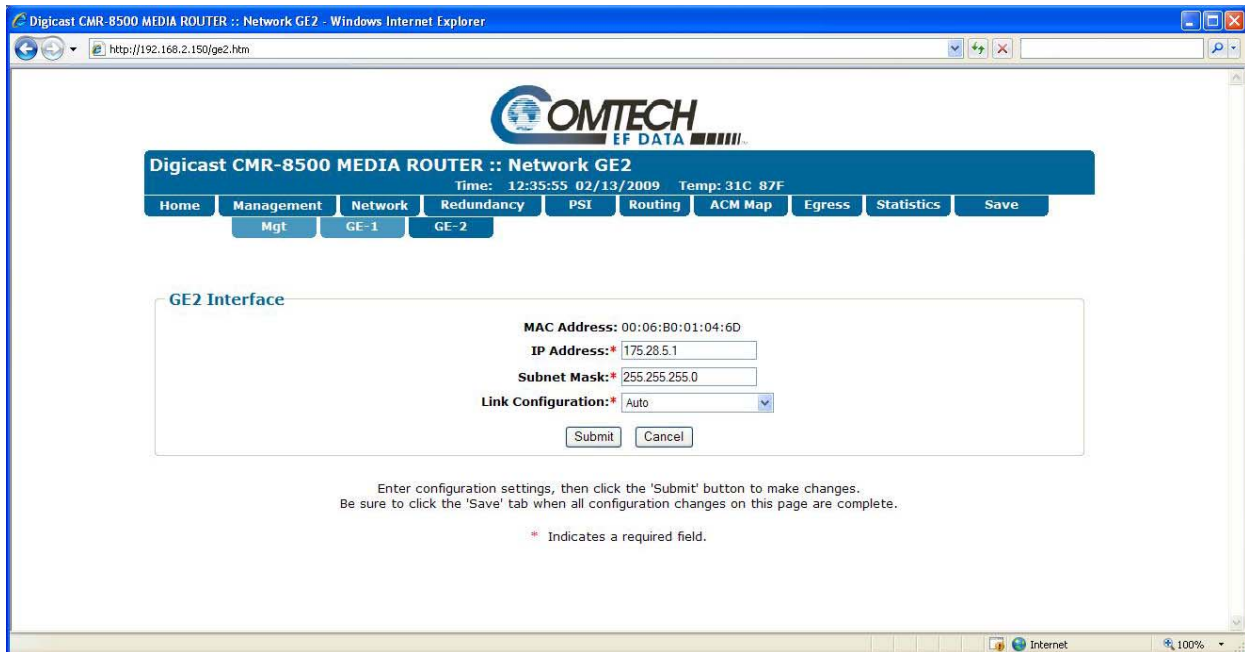 Digicast CMR-8500 MEDIA ROUTER :: Network GE2 - Windows Internet Explorer
http://192.168.2.150/ge2.htm
COMTECH
EF DATA
Digicast CMR-8500 MEDIA ROUTER :: Network GE2
Time: 12:35:55 02/13/2009 Temp: 31C 87F
Home Management Network Redundancy PSI Routing ACM Map Egress Statistics Save
Mgt GE-1 GE-2
GE2 Interface
MAC Address: 00:06:B0:01:04:6D
IP Address:* 175.28.5.1
Subnet Mask:* 255.255.255.0
Link Configuration:* Auto
Submit Cancel
Enter configuration settings, then click the 'Submit' button to make changes.
Be sure to click the 'Save' tab when all configuration changes on this page are complete.
* Indicates a required field.
Internet 100%